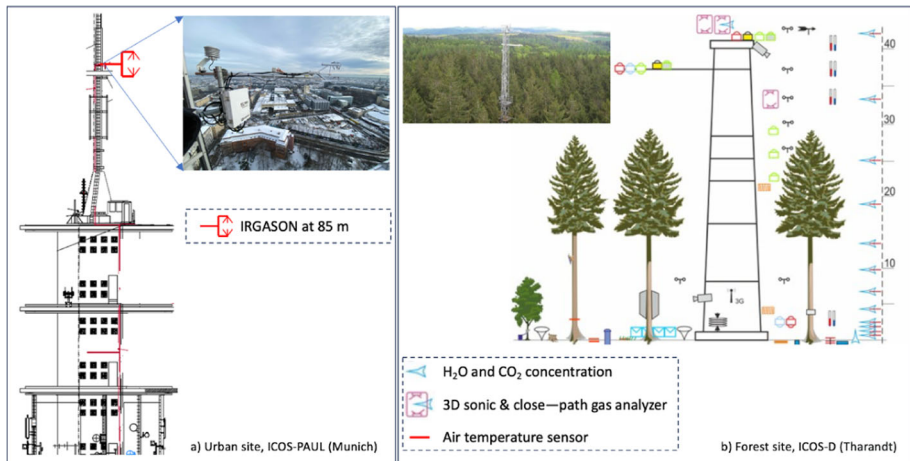 IRGASON at 85 m
a) Urban site, ICOS-PAUL (Munich)
40
30
20
10
3G
H₂O and CO₂ concentration
3D sonic & close—path gas analyzer
Air temperature sensor
b) Forest site, ICOS-D (Tharandt)